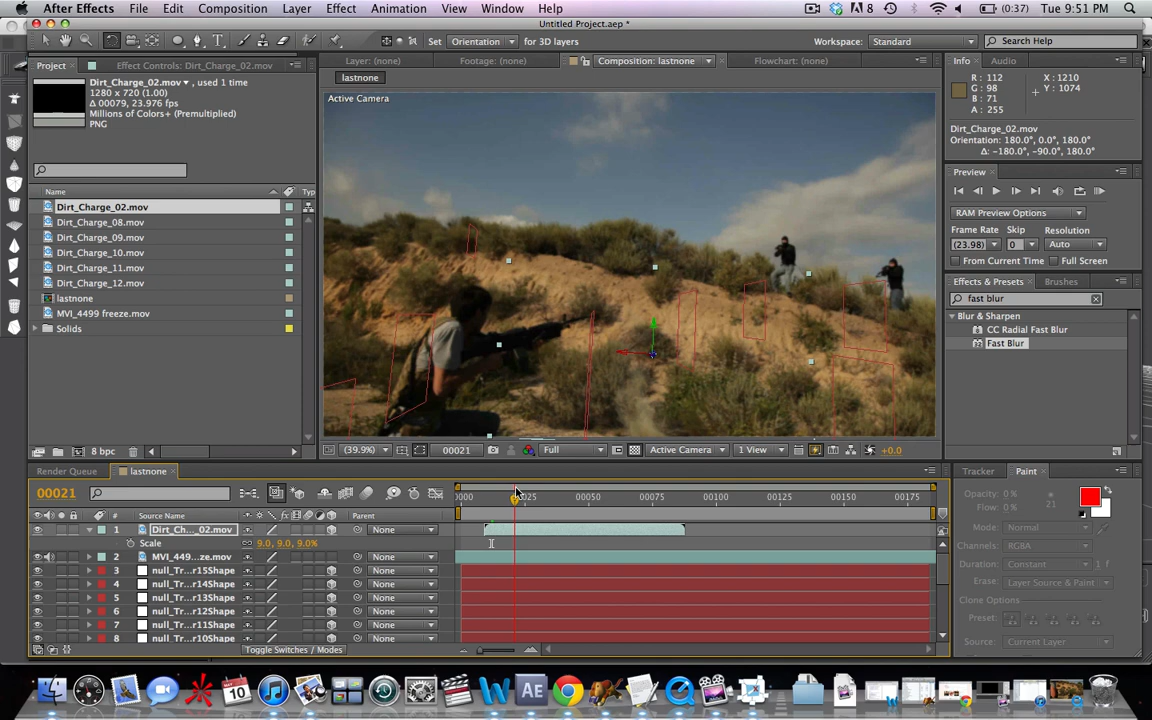 After Effects File Edit Composition Layer Effect Animation View Window Help 8 (0:37) Tue 9:51 PM
Untitled Project.aep *
Set Orientation for 3D layers Workspace: Standard Search Help
Project Effect Controls: Dirt_Charge_02.mov
Layer: (none) Footage: (none) Composition: lastnone Flowchart: (none)
Info Audio
lastnone
Dirt_Charge_02.mov , used 1 time
1280 x 720 (1.00)
Δ 00079, 23.976 fps
Millions of Colors+ (Premultiplied)
PNG
Active Camera
R : 112
G : 98
B : 71
A : 255
X : 1210
Y : 1074
Dirt_Charge_02.mov
Orientation: 180.0°, 0.0°, 180.0°
Δ: -180.0°, -90.0°, 180.0°
Name Typ
Dirt_Charge_02.mov
Dirt_Charge_08.mov
Dirt_Charge_09.mov
Dirt_Charge_10.mov
Dirt_Charge_11.mov
Dirt_Charge_12.mov
lastnone
MVI_4499 freeze.mov
Solids
Preview
RAM Preview Options
Frame Rate Skip Resolution
(23.98) 0 Auto
From Current Time Full Screen
Effects & Presets Brushes
fast blur
Blur & Sharpen
CC Radial Fast Blur
Fast Blur
8 bpc
(39.9%) 00021 Full Active Camera 1 View +0.0
Render Queue lastnone
00021
0000 0025 00050 00075 00100 00125 00150 00175
# Source Name Parent
1 Dirt_Ch..._02.mov None
Scale 9.0, 9.0, 9.0%
2 MVI_449...ze.mov None
3 null_Tr...r15Shape None
4 null_Tr...r14Shape None
5 null_Tr...r13Shape None
6 null_Tr...r12Shape None
7 null_Tr...r11Shape None
8 null_Tr...r10Shape None
Toggle Switches / Modes
Tracker Paint
Opacity: 0 %
Flow: 0 %
21
Mode: Normal
Channels: RGBA
Duration: Constant 1 f
Erase: Layer Source & Paint
Clone Options
Preset:
Source: Current Layer